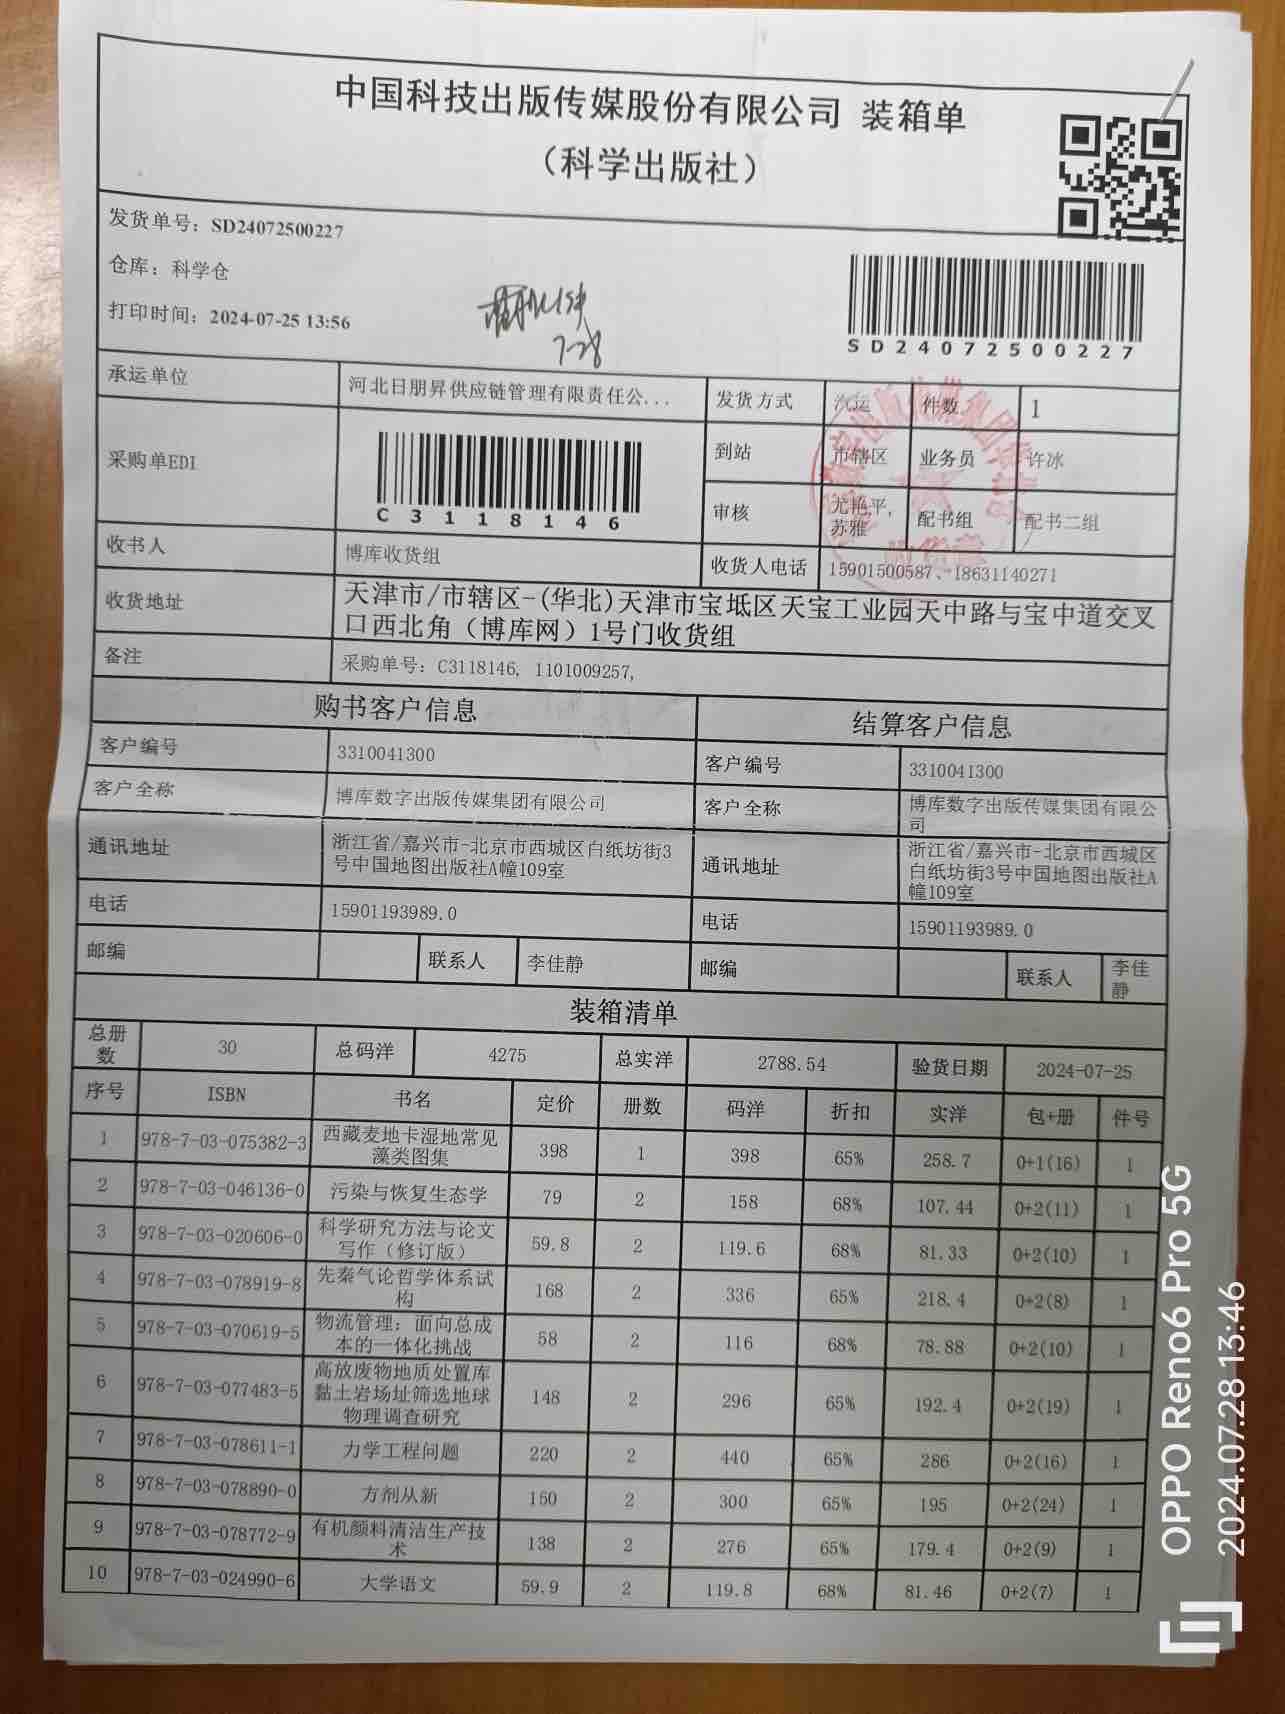 中国科技出版传媒股份有限公司 装箱单
（科学出版社）
发货单号：SD24072500227
仓库：科学仓
打印时间：2024-07-25 13:56
7-28
SD24072500227
承运单位 河北日朋昇供应链管理有限责任公... 发货方式 汽运 件数 1
采购单EDI C3118146 到站 市辖区 业务员 许冰
审核 尤艳平, 配书组 配书二组
苏雅
收书人 博库收货组 收货人电话 15901500587、18631140271
收货地址 天津市/市辖区-(华北)天津市宝坻区天宝工业园天中路与宝中道交叉
口西北角（博库网）1号门收货组
备注 采购单号：C3118146, 1101009257,
购书客户信息 结算客户信息
客户编号 3310041300 客户编号 3310041300
客户全称 博库数字出版传媒集团有限公司 客户全称 博库数字出版传媒集团有限公
司
通讯地址 浙江省/嘉兴市-北京市西城区白纸坊街3 通讯地址 浙江省/嘉兴市-北京市西城区
号中国地图出版社A幢109室 白纸坊街3号中国地图出版社A
幢109室
电话 15901193989.0 电话 15901193989.0
邮编 联系人 李佳静 邮编 联系人 李佳
静
装箱清单
总册
数 30 总码洋 4275 总实洋 2788.54 验货日期 2024-07-25
序号 ISBN 书名 定价 册数 码洋 折扣 实洋 包+册 件号
1 978-7-03-075382-3 西藏麦地卡湿地常见 398 1 398 65% 258.7 0+1(16) 1
藻类图集
2 978-7-03-046136-0 污染与恢复生态学 79 2 158 68% 107.44 0+2(11) 1
3 978-7-03-020606-0 科学研究方法与论文 59.8 2 119.6 68% 81.33 0+2(10) 1
写作（修订版）
4 978-7-03-078919-8 先秦气论哲学体系试 168 2 336 65% 218.4 0+2(8) 1
构
5 978-7-03-070619-5 物流管理：面向总成 58 2 116 68% 78.88 0+2(10) 1
本的一体化挑战
6 978-7-03-077483-5 高放废物地质处置库 148 2 296 65% 192.4 0+2(19) 1
黏土岩场址筛选地球
物理调查研究
7 978-7-03-078611-1 力学工程问题 220 2 440 65% 286 0+2(16) 1
8 978-7-03-078890-0 方剂从新 150 2 300 65% 195 0+2(24) 1
9 978-7-03-078772-9 有机颜料清洁生产技 138 2 276 65% 179.4 0+2(9) 1
术
10 978-7-03-024990-6 大学语文 59.9 2 119.8 68% 81.46 0+2(7) 1
OPPO Reno6 Pro 5G
2024.07.28 13:46